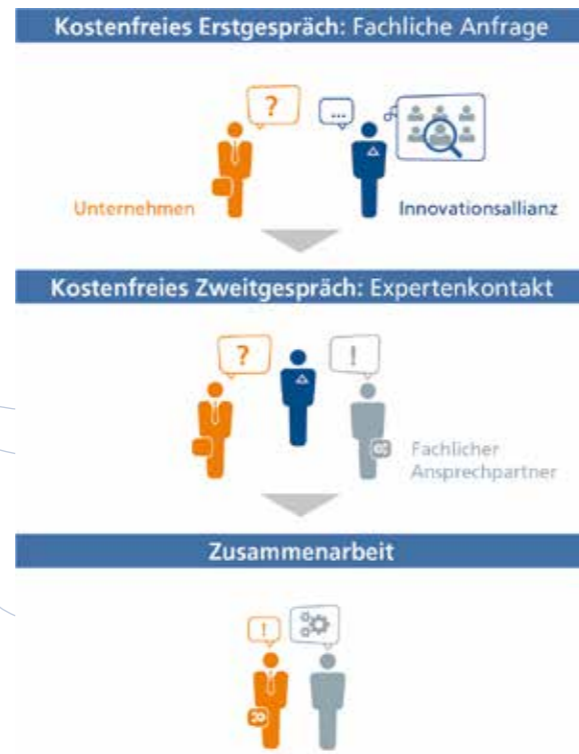 Kostenfreies Erstgespräch: Fachliche Anfrage
?
...
Unternehmen
Innovationsallianz
Kostenfreies Zweitgespräch: Expertenkontakt
?
!
Fachlicher
Ansprechpartner
Zusammenarbeit
!